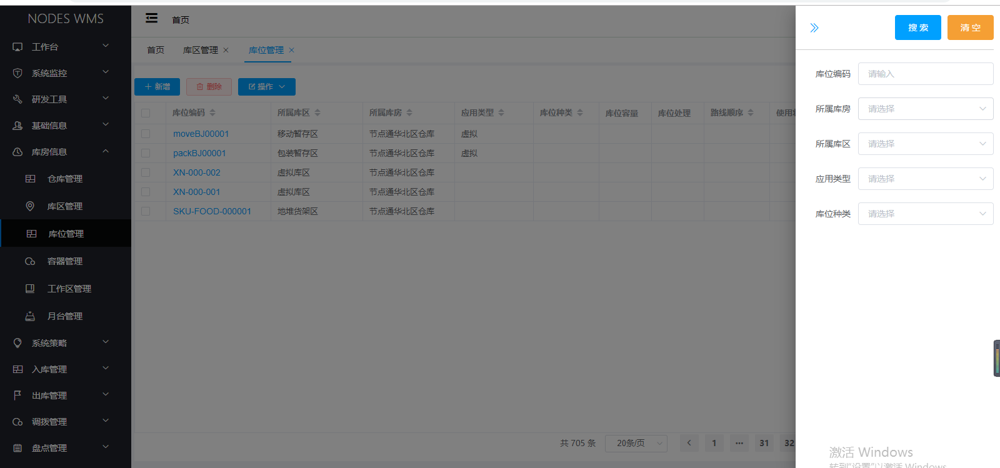 NODES WMS
工作台
系统监控
研发工具
基础信息
库房信息
仓库管理
库区管理
库位管理
容器管理
工作区管理
月台管理
系统策略
入库管理
出库管理
调拨管理
盘点管理
首页
首页 库区管理 库位管理
新增 删除 操作
库位编码 所属库区 所属库房 应用类型 库位种类 库位容量 库位处理 路线顺序
moveBJ00001 移动暂存区 节点通华北区仓库 虚拟
packBJ00001 包装暂存区 节点通华北区仓库 虚拟
XN-000-002 虚拟库区 节点通华北区仓库
XN-000-001 虚拟库区 节点通华北区仓库
SKU-FOOD-000001 地堆货架区 节点通华北区仓库
共 705 条 20条/页 1 ••• 31 32
搜 索 清 空
库位编码 请输入
所属库房 请选择
所属库区 请选择
应用类型 请选择
库位种类 请选择
激活 Windows
转到"设置"以激活 Windows